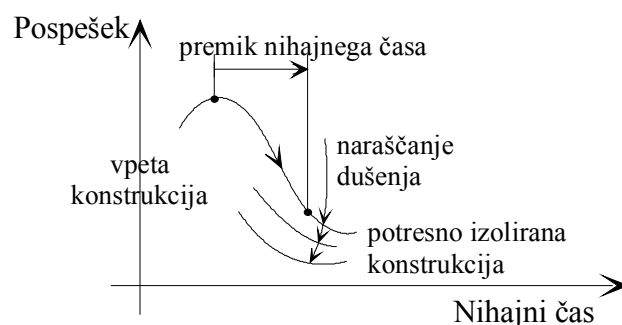 Pospešek
premik nihajnega časa
naraščanje
dušenja
vpeta
konstrukcija
potresno izolirana
konstrukcija
Nihajni čas